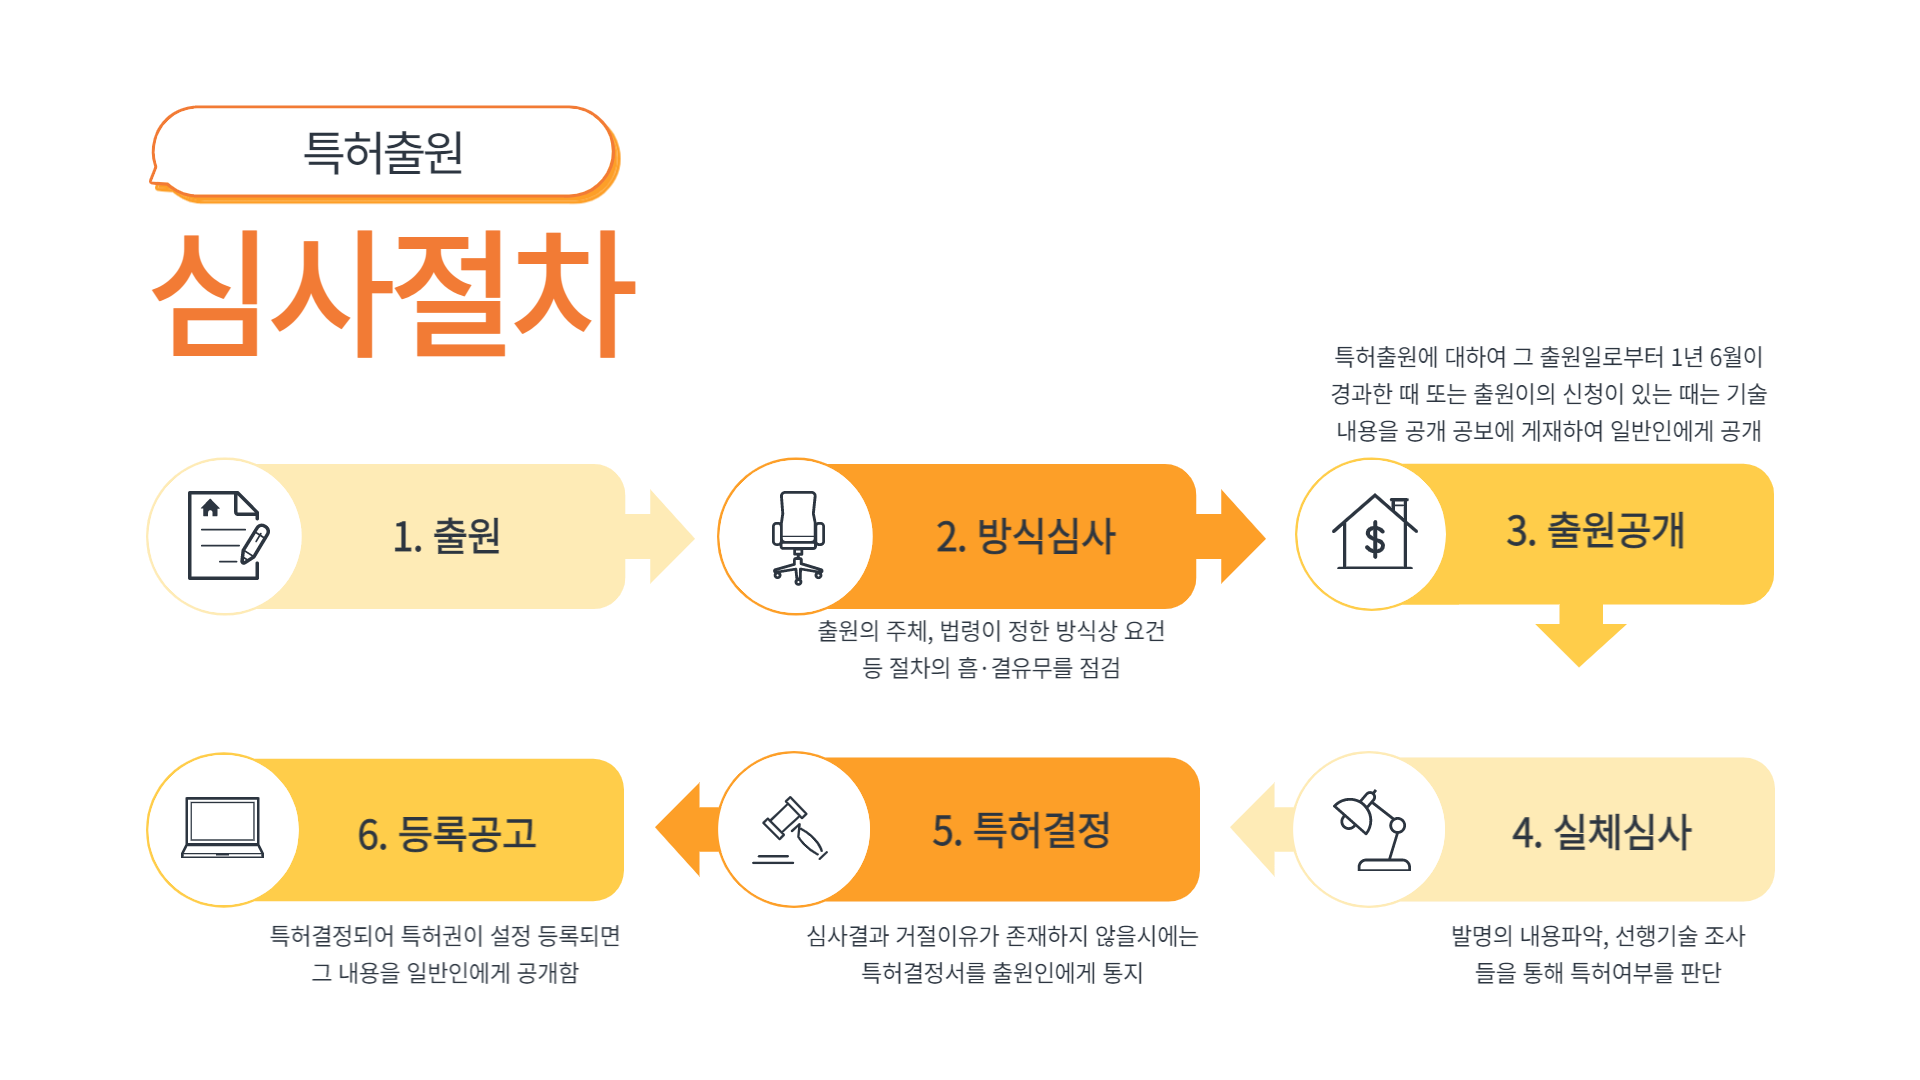 특허출원
심사절차
1. 출원
2. 방식심사
출원의 주체, 법령이 정한 방식상 요건
등 절차의 흠·결유무를 점검
특허출원에 대하여 그 출원일로부터 1년 6월이
경과한 때 또는 출원이의 신청이 있는 때는 기술
내용을 공개 공보에 게재하여 일반인에게 공개
3. 출원공개
4. 실체심사
발명의 내용파악, 선행기술 조사
들을 통해 특허여부를 판단
5. 특허결정
심사결과 거절이유가 존재하지 않을시에는
특허결정서를 출원인에게 통지
6. 등록공고
특허결정되어 특허권이 설정 등록되면
그 내용을 일반인에게 공개함